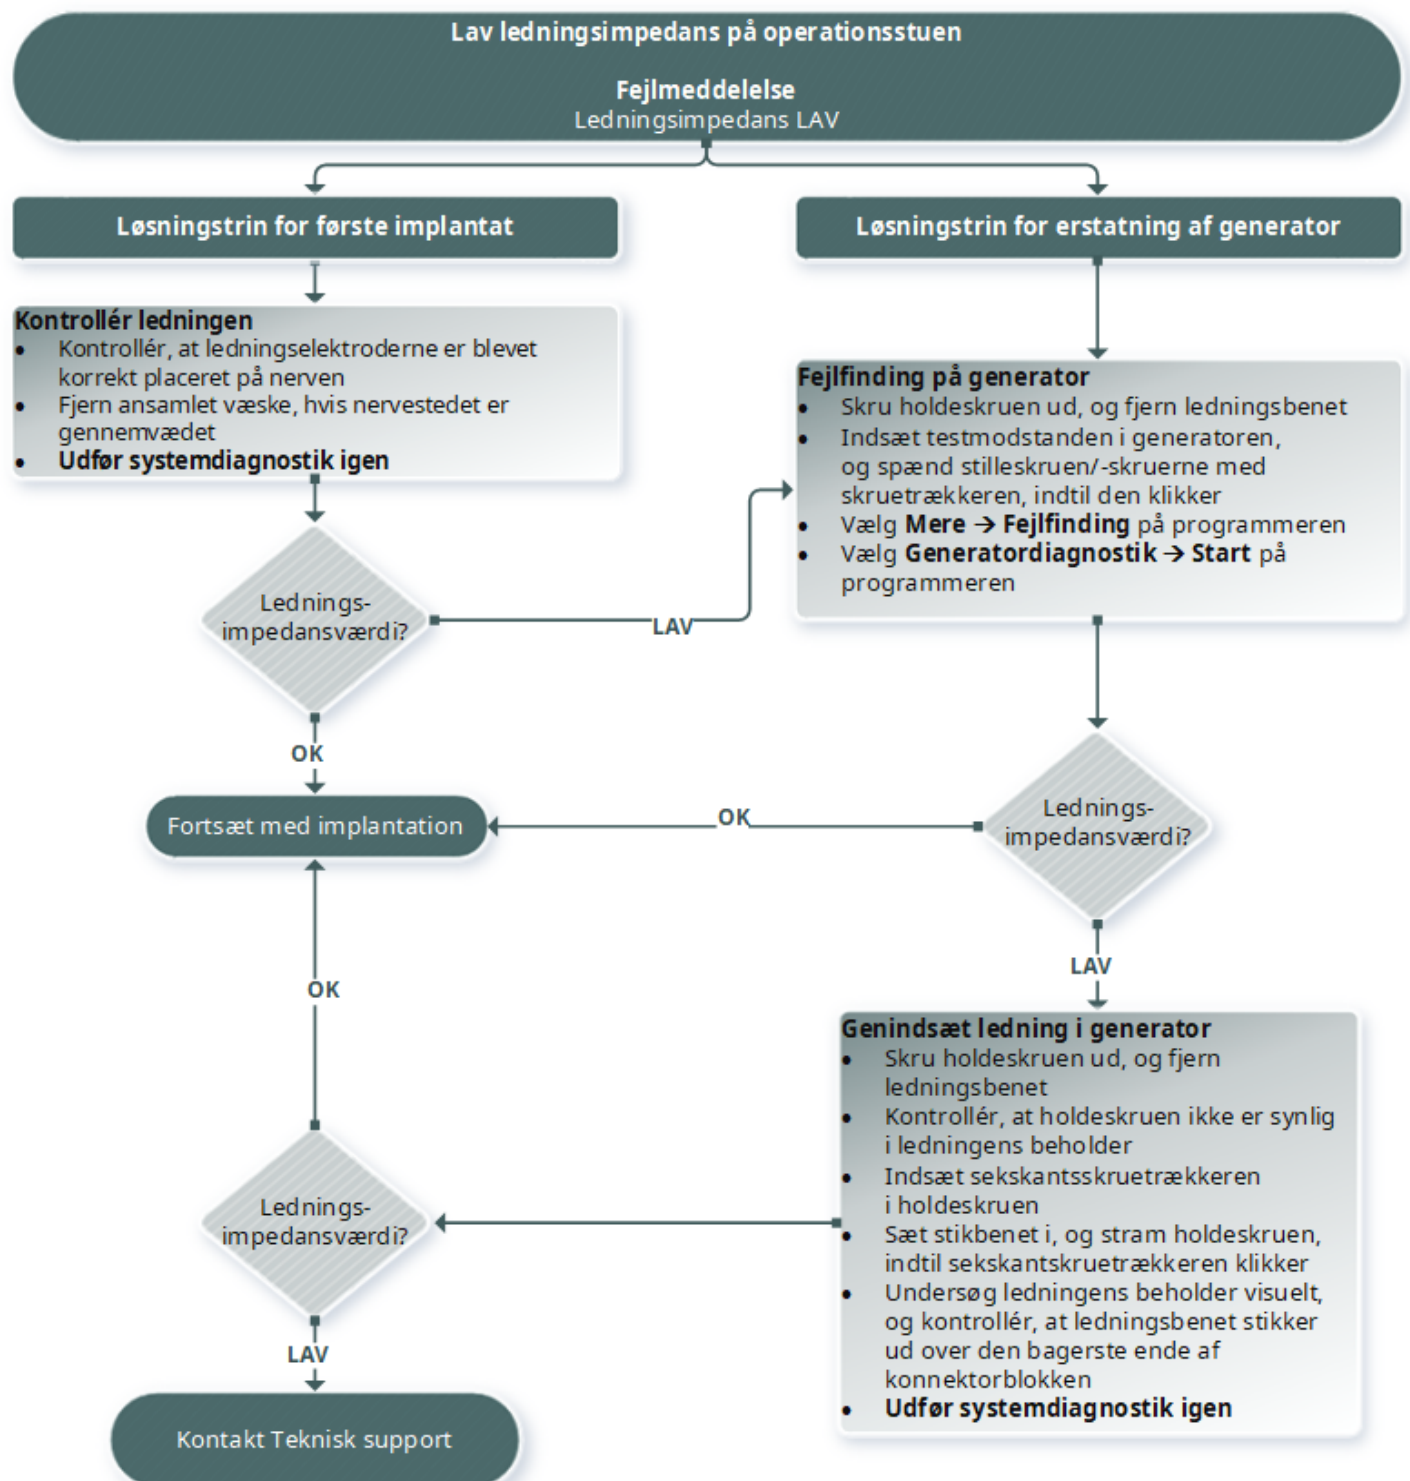 Lav ledningsimpedans på operationsstuen
Fejlmeddelelse
Ledningsimpedans LAV
Løsningstrin for første implantat
Løsningstrin for erstatning af generator
Kontrollér ledningen
• Kontrollér, at ledningselektroderne er blevet
korrekt placeret på nerven
• Fjern ansamlet væske, hvis nervestedet er
gennemvædet
• Udfør systemdiagnostik igen
Fejlfinding på generator
• Skru holdeskruen ud, og fjern ledningsbenet
• Indsæt testmodstanden i generatoren,
og spænd stilleskruen/-skruerne med
skruetrækkeren, indtil den klikker
• Vælg Mere → Fejlfinding på programmeren
• Vælg Generatordiagnostik → Start på
programmeren
Lednings-
impedansværdi?
LAV
OK
Fortsæt med implantation
OK
Lednings-
impedansværdi?
LAV
OK
Genindsæt ledning i generator
• Skru holdeskruen ud, og fjern
ledningsbenet
• Kontrollér, at holdeskruen ikke er synlig
i ledningens beholder
• Indsæt sekskantsskruetrækkeren
i holdeskruen
• Sæt stikbenet i, og stram holdeskruen,
indtil sekskantskruetrækkeren klikker
• Undersøg ledningens beholder visuelt,
og kontrollér, at ledningsbenet stikker
ud over den bagerste ende af
konnektorblokken
• Udfør systemdiagnostik igen
Lednings-
impedansværdi?
LAV
Kontakt Teknisk support